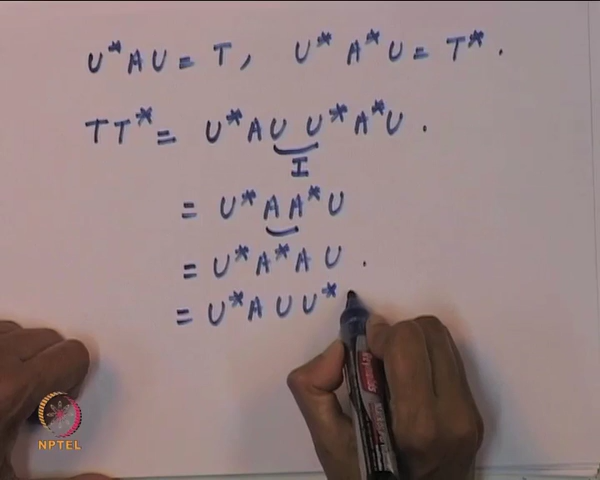 U*AU = T, U* A*U = T*.
TT* = U*AU U*A*U.
I
= U*AA*U
= U*A*AU.
= U*AUU*
NPTEL